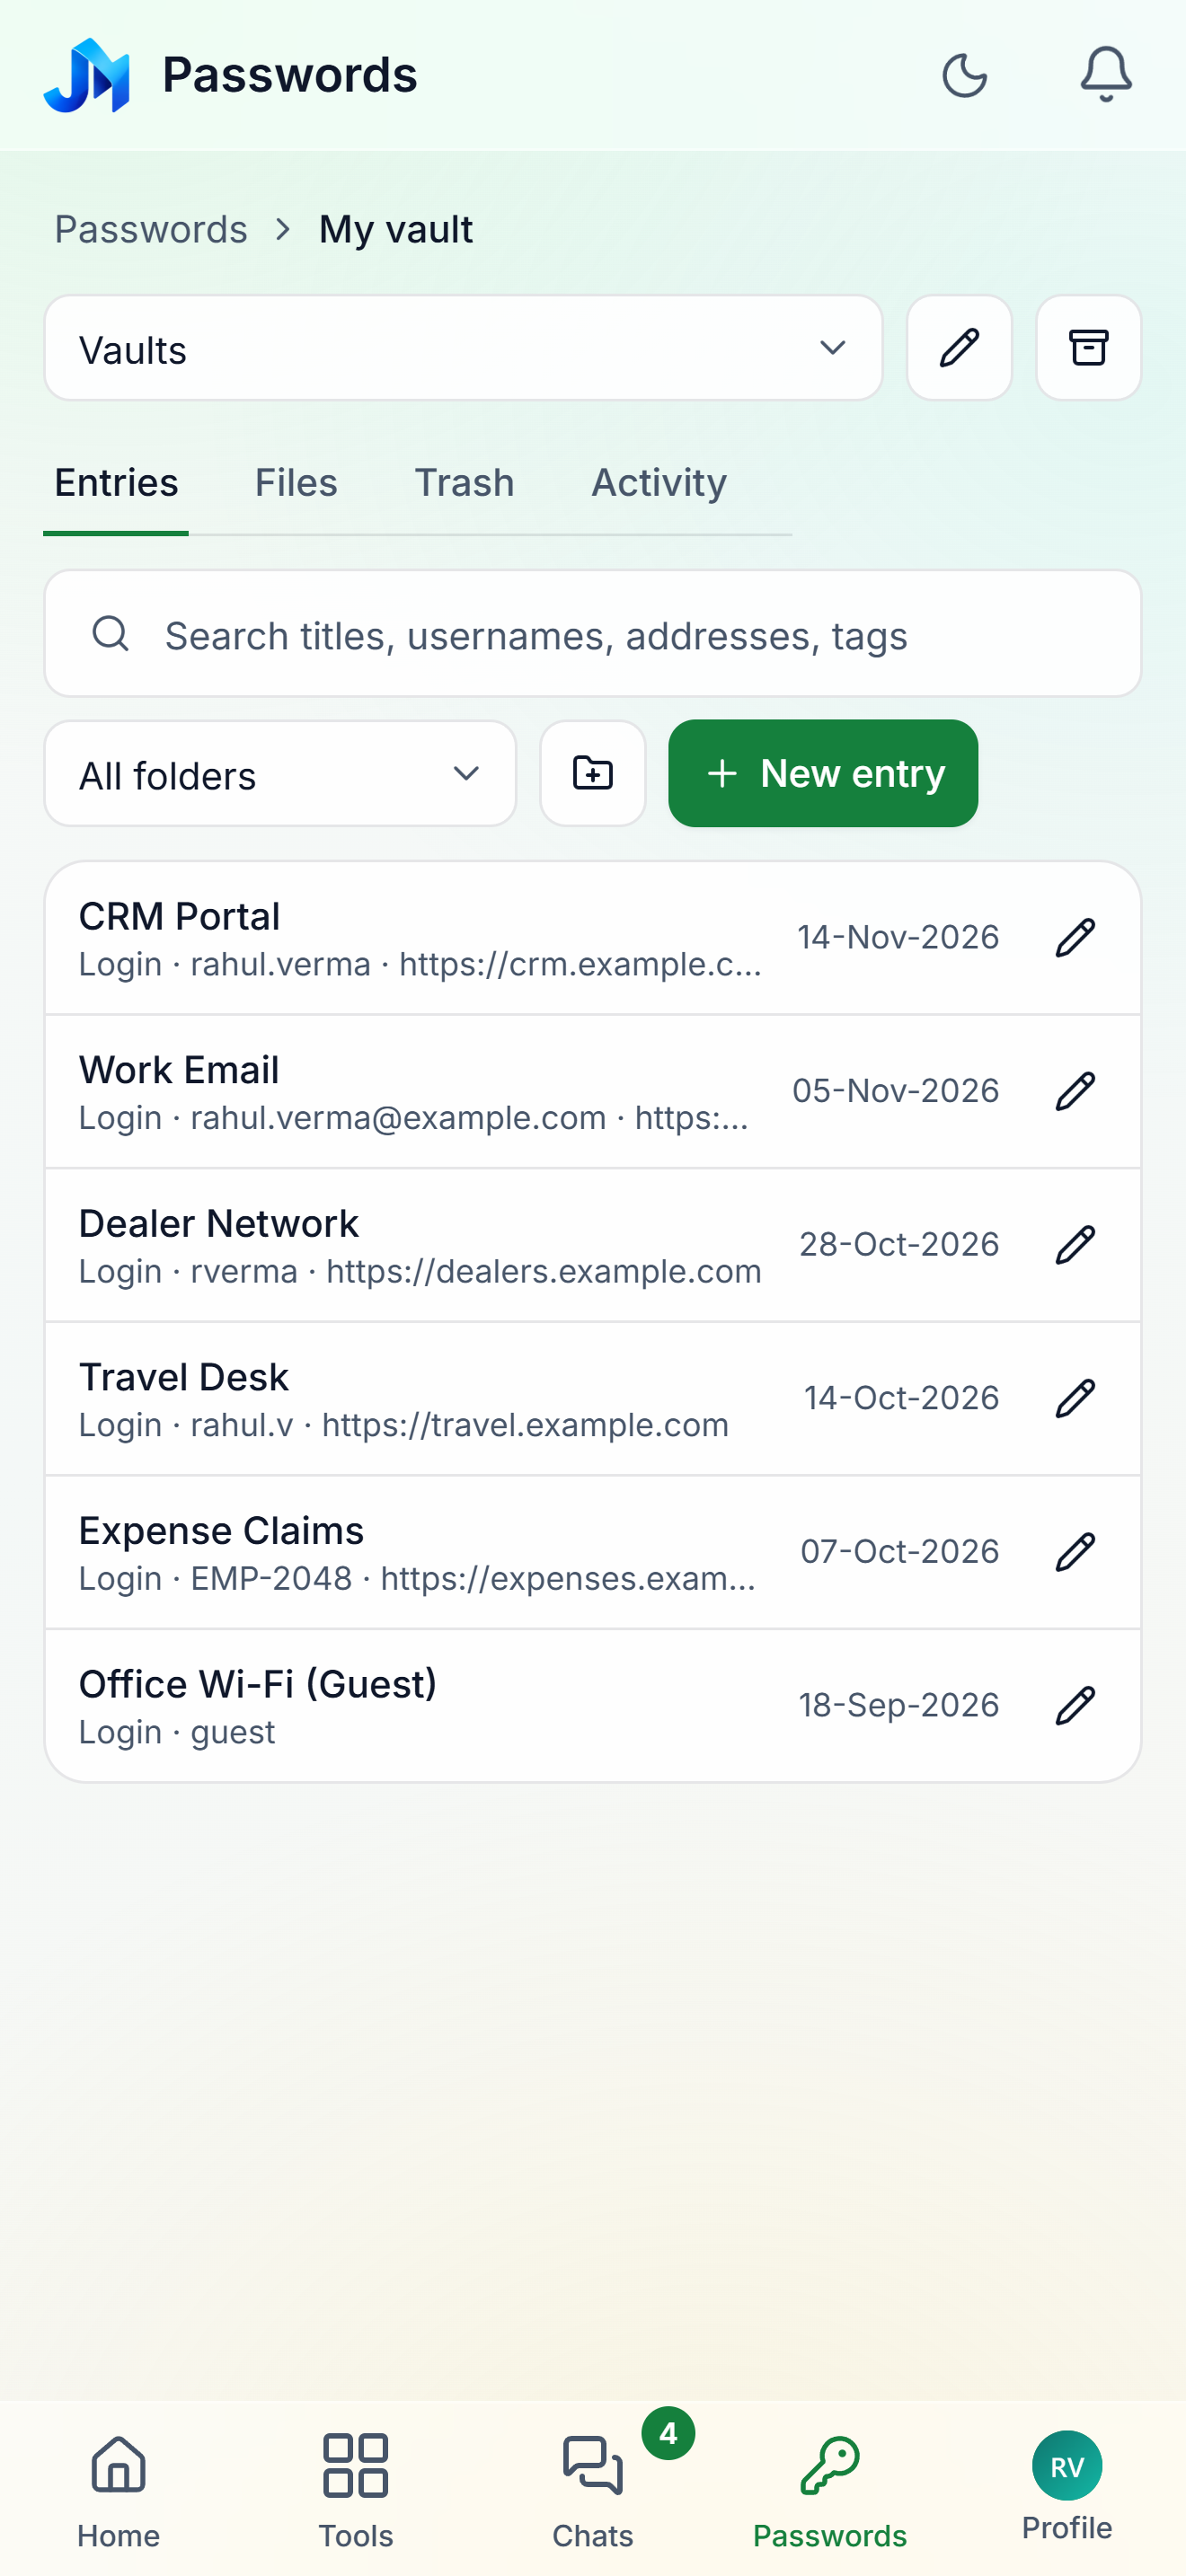 JM Passwords
Passwords > My vault
Vaults
Entries Files Trash Activity
Search titles, usernames, addresses, tags
All folders
+ New entry
CRM Portal
Login · rahul.verma · https://crm.example.c...
14-Nov-2026
Work Email
Login · rahul.verma@example.com · https:...
05-Nov-2026
Dealer Network
Login · rverma · https://dealers.example.com
28-Oct-2026
Travel Desk
Login · rahul.v · https://travel.example.com
14-Oct-2026
Expense Claims
Login · EMP-2048 · https://expenses.exam...
07-Oct-2026
Office Wi-Fi (Guest)
Login · guest
18-Sep-2026
4
RV
Home Tools Chats Passwords Profile